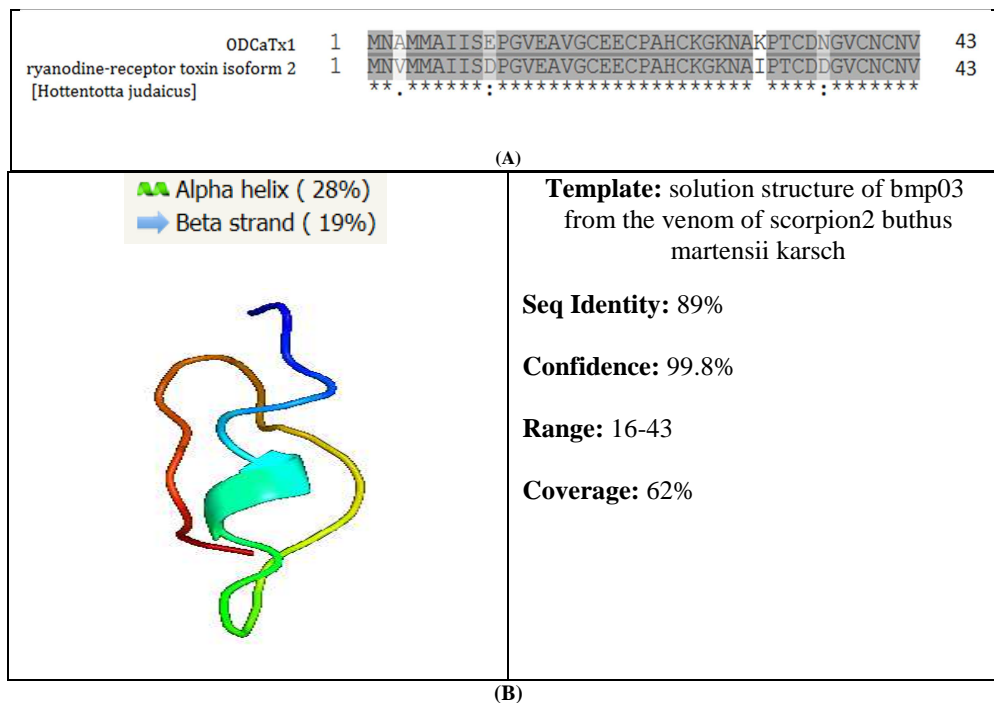 ODCaTx1 1 MNAMMAIISEPGVEAVGCEECPAHCKGKNAKPTCDNGVCNCNV 43
ryanodine-receptor toxin isoform 2 1 MNVMMAIISDPGVEAVGCEECPAHCKGKNAIPTCDDGVCNCNV 43
[Hottentotta judaicus] **.******:******************** ****:*******
(A)
Alpha helix ( 28%)
Beta strand ( 19%)
Template: solution structure of bmp03
from the venom of scorpion2 buthus
martensii karsch
Seq Identity: 89%
Confidence: 99.8%
Range: 16-43
Coverage: 62%
(B)